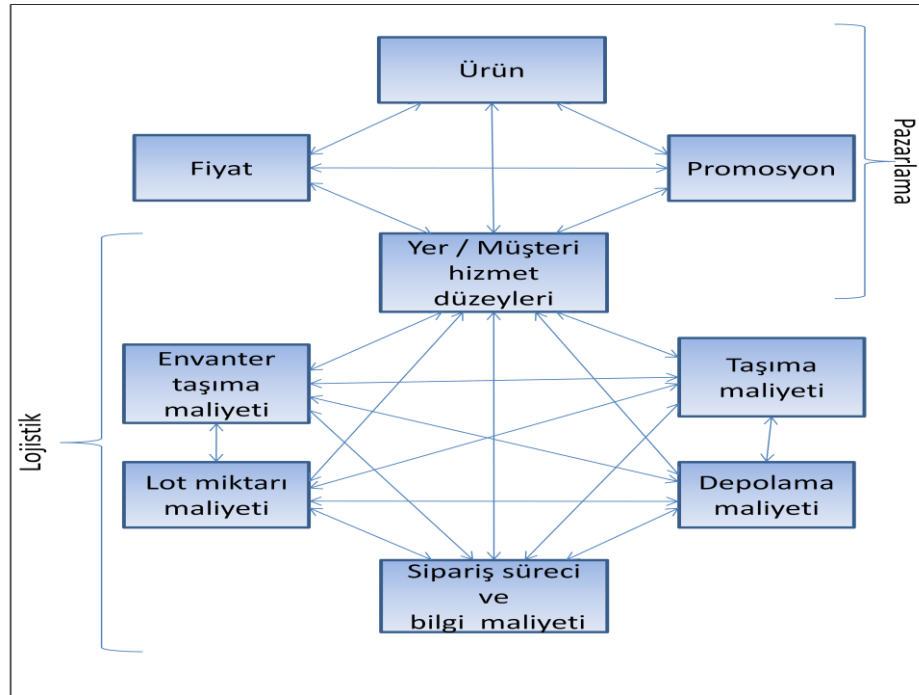 Ürün
Pazarlama
Fiyat
Promosyon
Yer / Müşteri
hizmet
düzeyleri
Lojistik
Envanter
taşıma
maliyeti
Taşıma
maliyeti
Lot miktarı
maliyeti
Depolama
maliyeti
Sipariş süreci
ve
bilgi maliyeti